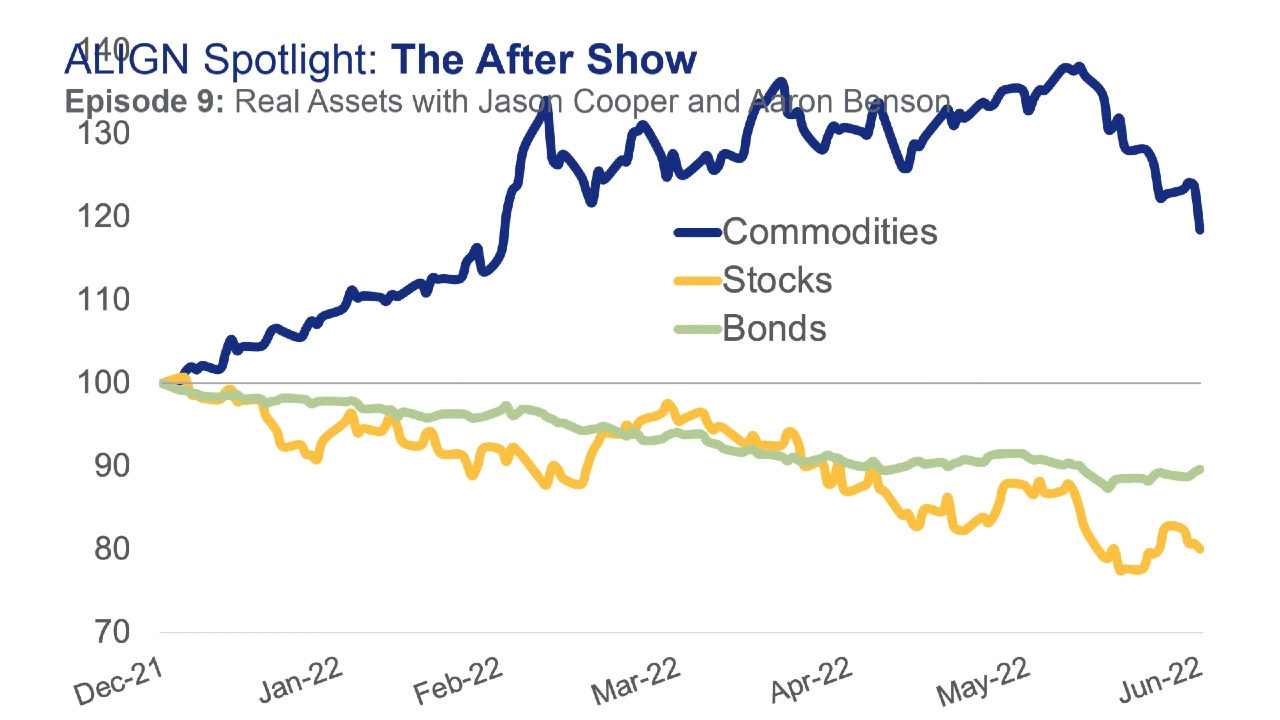 ALIGN Spotlight: The After Show
Episode 9: Real Assets with Jason Cooper and Aaron Benson
140
130
120
110
100
90
80
70
Commodities
Stocks
Bonds
Dec-21
Jan-22
Feb-22
Mar-22
Apr-22
May-22
Jun-22